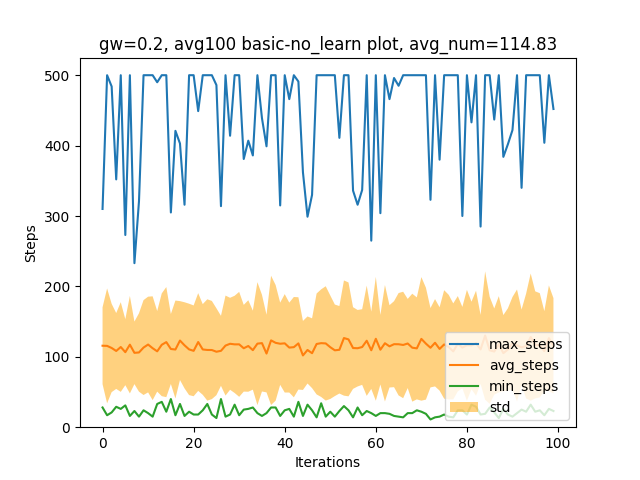 gw=0.2, avg100 basic-no_learn plot, avg_num=114.83
500
400
300
200
100
0
Steps
max_steps
avg_steps
min_steps
std
0 20 40 60 80 100
Iterations